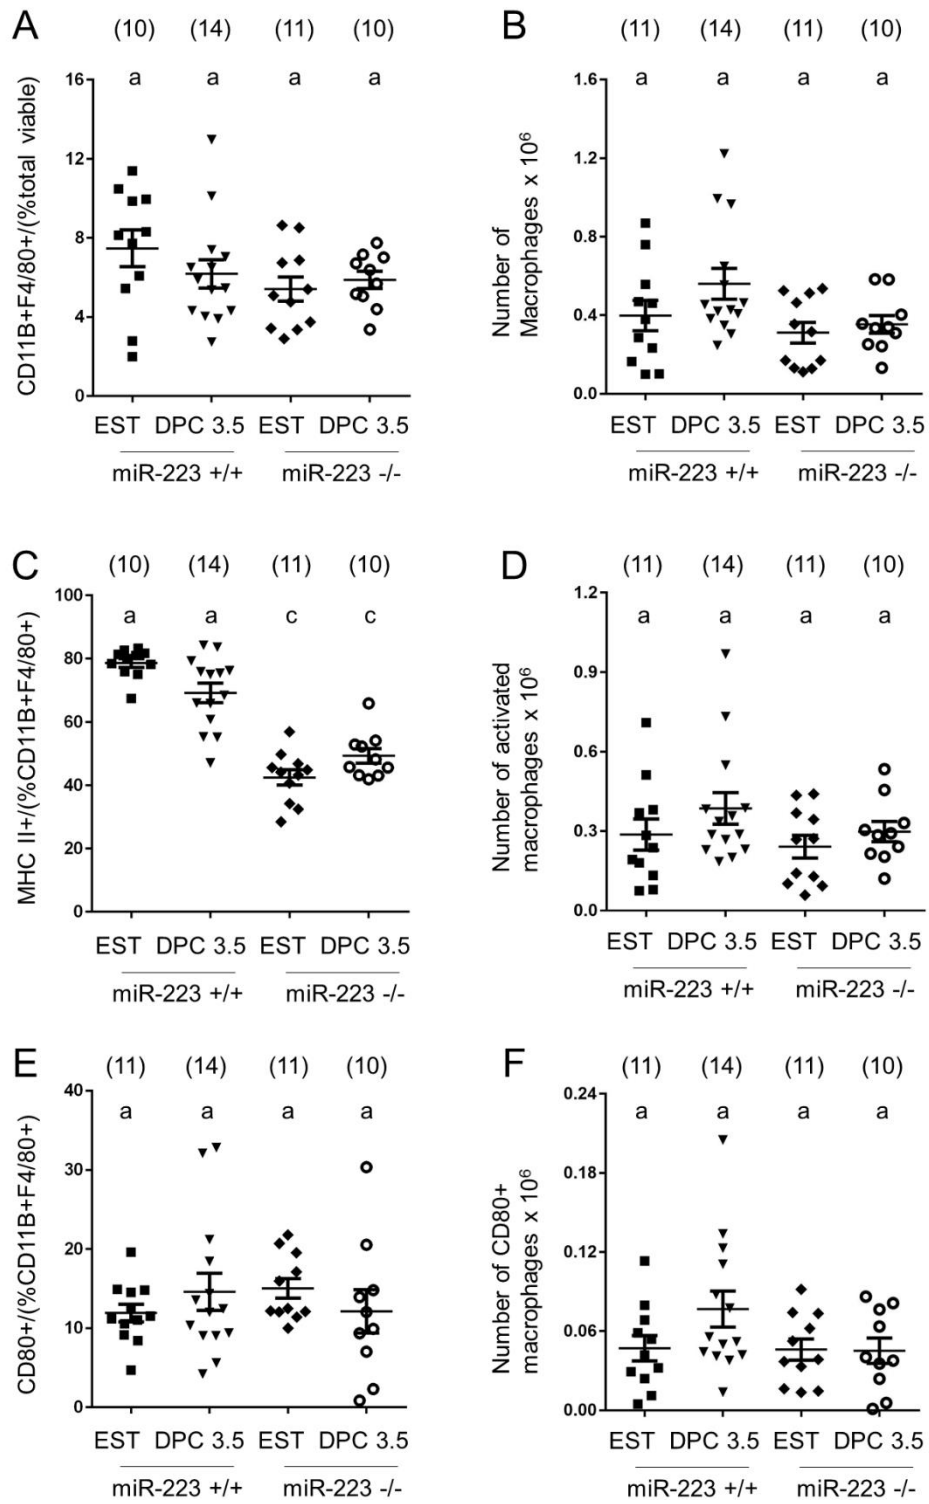 A
(10) (14) (11) (10)
a a a a
CD11B+F4/80+/(%total viable)
16
12
8
4
0
EST DPC 3.5 EST DPC 3.5
miR-223 +/+ miR-223 -/-
B
(11) (14) (11) (10)
a a a a
Number of
Macrophages x 10⁶
1.6
1.2
0.8
0.4
0.0
EST DPC 3.5 EST DPC 3.5
miR-223 +/+ miR-223 -/-
C
(10) (14) (11) (10)
a a c c
MHC II+/(%CD11B+F4/80+)
100
80
60
40
20
0
EST DPC 3.5 EST DPC 3.5
miR-223 +/+ miR-223 -/-
D
(11) (14) (11) (10)
a a a a
Number of activated
macrophages x 10⁶
1.2
0.9
0.6
0.3
0.0
EST DPC 3.5 EST DPC 3.5
miR-223 +/+ miR-223 -/-
E
(11) (14) (11) (10)
a a a a
CD80+/(%CD11B+F4/80+)
40
30
20
10
0
EST DPC 3.5 EST DPC 3.5
miR-223 +/+ miR-223 -/-
F
(11) (14) (11) (10)
a a a a
Number of CD80+
macrophages x 10⁶
0.24
0.18
0.12
0.06
0.00
EST DPC 3.5 EST DPC 3.5
miR-223 +/+ miR-223 -/-